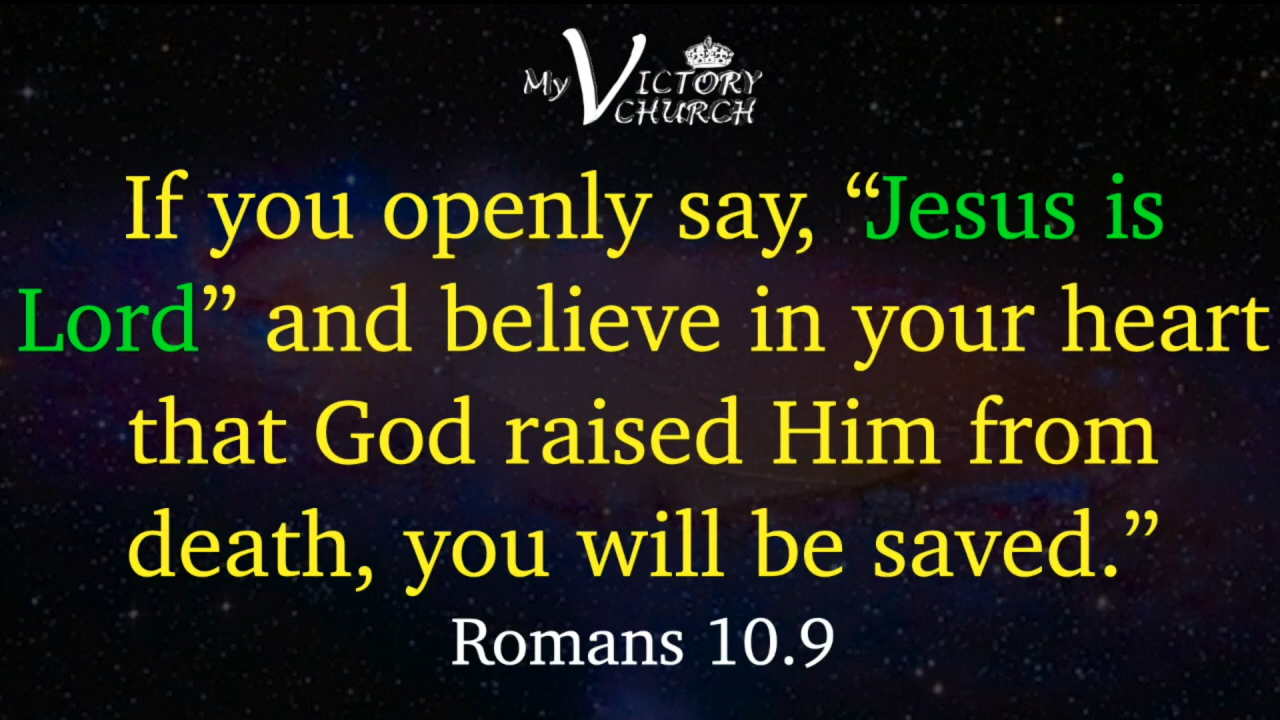 My VICTORY
CHURCH
If you openly say, “Jesus is
Lord” and believe in your heart
that God raised Him from
death, you will be saved.”
Romans 10.9